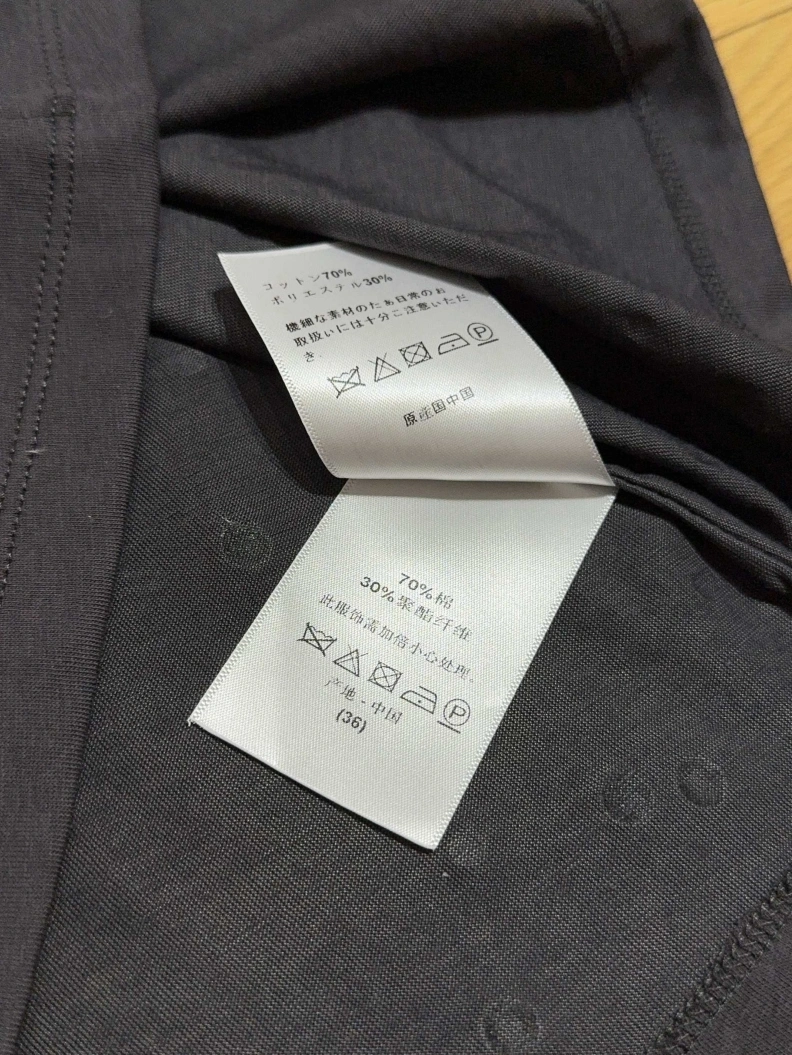 コットン70%
ポリエステル30%
繊細な素材のため日常のお
取扱いには十分ご注意いただ
き.
P
原産国中国
70%棉
30%聚酯纤维
此服饰需加倍小心处理。
P
产地 - 中国
(36)